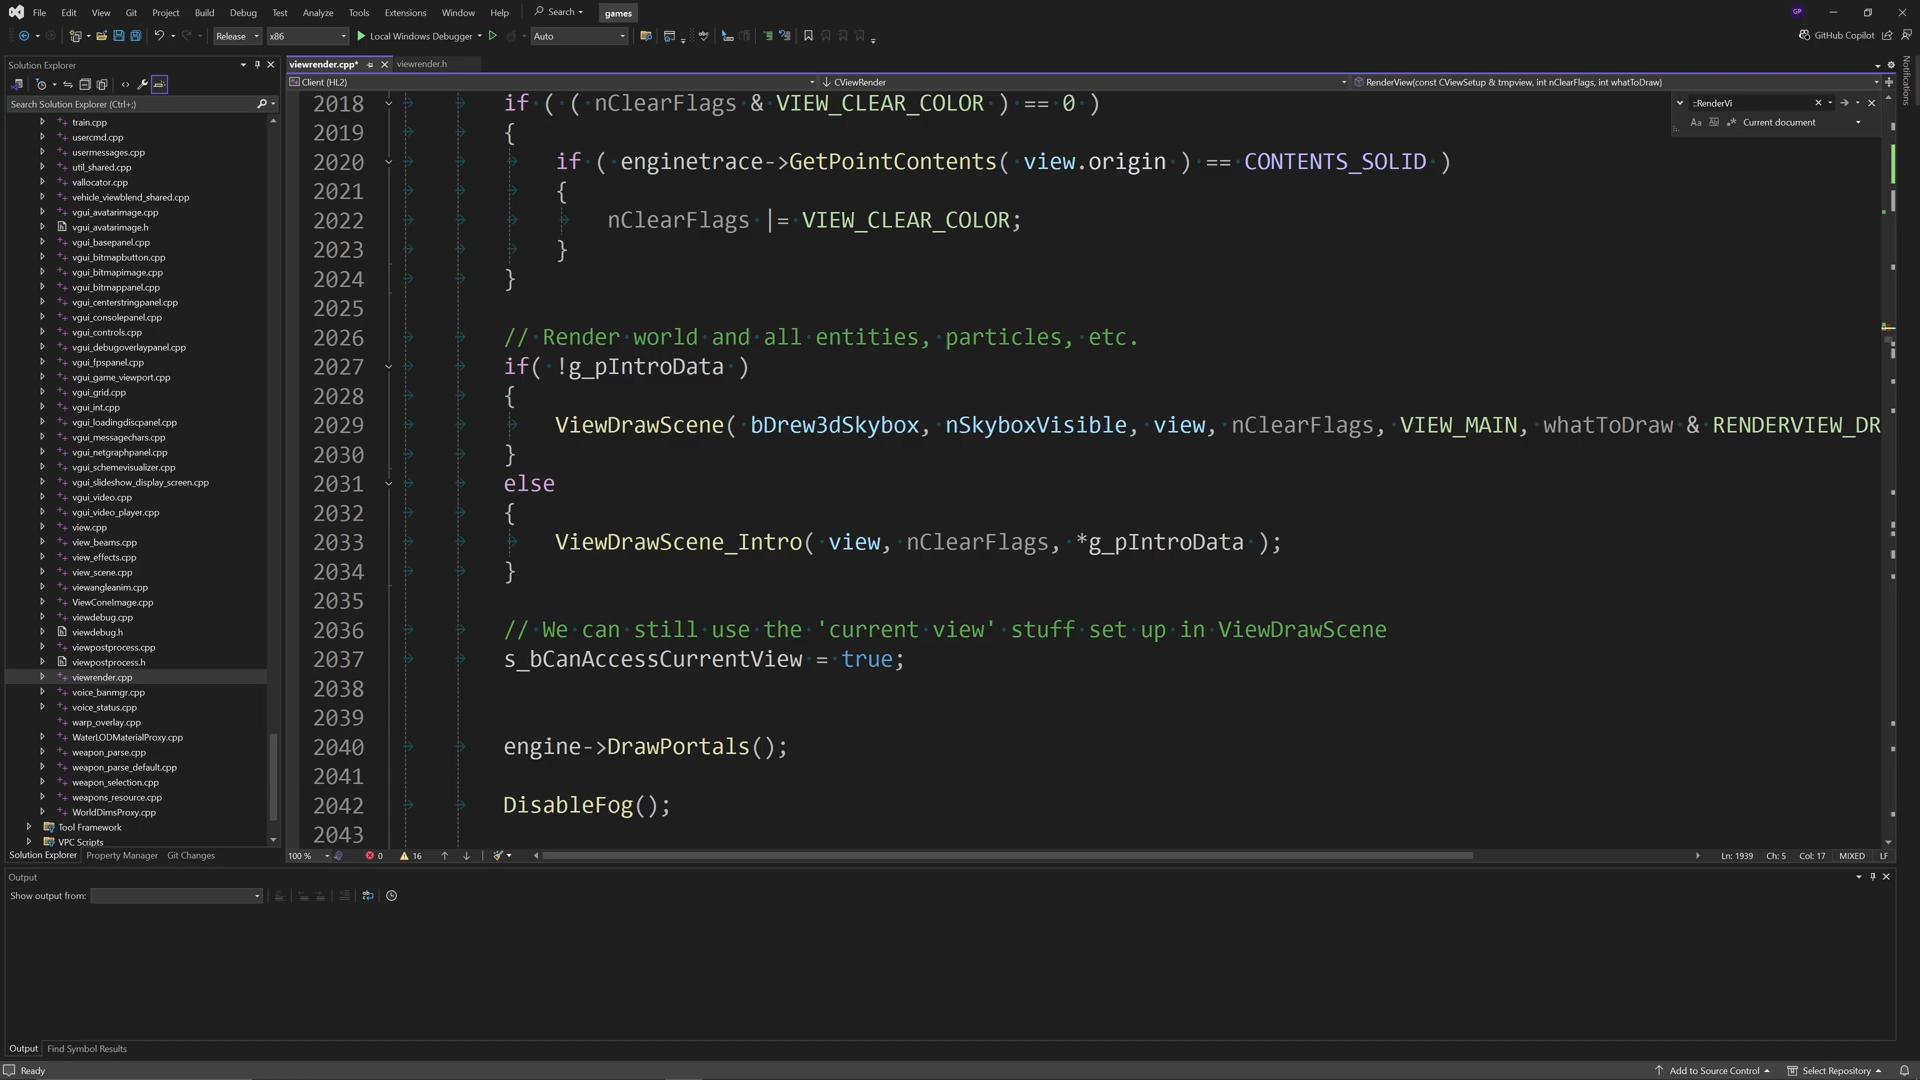 File Edit View Git Project Build Debug Test Analyze Tools Extensions Window Help Search games GP
Release x86 Local Windows Debugger Auto GitHub Copilot
Solution Explorer
Search Solution Explorer (Ctrl+;)
train.cpp
usercmd.cpp
usermessages.cpp
util_shared.cpp
vallocator.cpp
vehicle_viewblend_shared.cpp
vgui_avatarimage.cpp
vgui_avatarimage.h
vgui_basepanel.cpp
vgui_bitmapbutton.cpp
vgui_bitmapimage.cpp
vgui_bitmappanel.cpp
vgui_centerstringpanel.cpp
vgui_consolepanel.cpp
vgui_controls.cpp
vgui_debugoverlaypanel.cpp
vgui_fpspanel.cpp
vgui_game_viewport.cpp
vgui_grid.cpp
vgui_int.cpp
vgui_loadingdiscpanel.cpp
vgui_messagechars.cpp
vgui_netgraphpanel.cpp
vgui_schemevisualizer.cpp
vgui_slideshow_display_screen.cpp
vgui_video.cpp
vgui_video_player.cpp
view.cpp
view_beams.cpp
view_effects.cpp
view_scene.cpp
viewangleanim.cpp
ViewConeImage.cpp
viewdebug.cpp
viewdebug.h
viewpostprocess.cpp
viewpostprocess.h
viewrender.cpp
voice_banmgr.cpp
voice_status.cpp
warp_overlay.cpp
WaterLODMaterialProxy.cpp
weapon_parse.cpp
weapon_parse_default.cpp
weapon_selection.cpp
weapons_resource.cpp
WorldDimsProxy.cpp
Tool Framework
VPC Scripts
Solution Explorer Property Manager Git Changes
viewrender.cpp* viewrender.h
Client (HL2) CViewRender RenderView(const CViewSetup & tmpview, int nClearFlags, int whatToDraw)
::RenderVi
Aa Current document
2018 if ( ( nClearFlags & VIEW_CLEAR_COLOR ) == 0 )
2019 {
2020 if ( enginetrace->GetPointContents( view.origin ) == CONTENTS_SOLID )
2021 {
2022 nClearFlags |= VIEW_CLEAR_COLOR;
2023 }
2024 }
2025
2026 // Render world and all entities, particles, etc.
2027 if( !g_pIntroData )
2028 {
2029 ViewDrawScene( bDrew3dSkybox, nSkyboxVisible, view, nClearFlags, VIEW_MAIN, whatToDraw & RENDERVIEW_DR
2030 }
2031 else
2032 {
2033 ViewDrawScene_Intro( view, nClearFlags, *g_pIntroData );
2034 }
2035
2036 // We can still use the 'current view' stuff set up in ViewDrawScene
2037 s_bCanAccessCurrentView = true;
2038
2039
2040 engine->DrawPortals();
2041
2042 DisableFog();
2043
100 % 0 16 Ln: 1939 Ch: 5 Col: 17 MIXED LF
Notifications
Output
Show output from:
Output Find Symbol Results
Ready Add to Source Control Select Repository